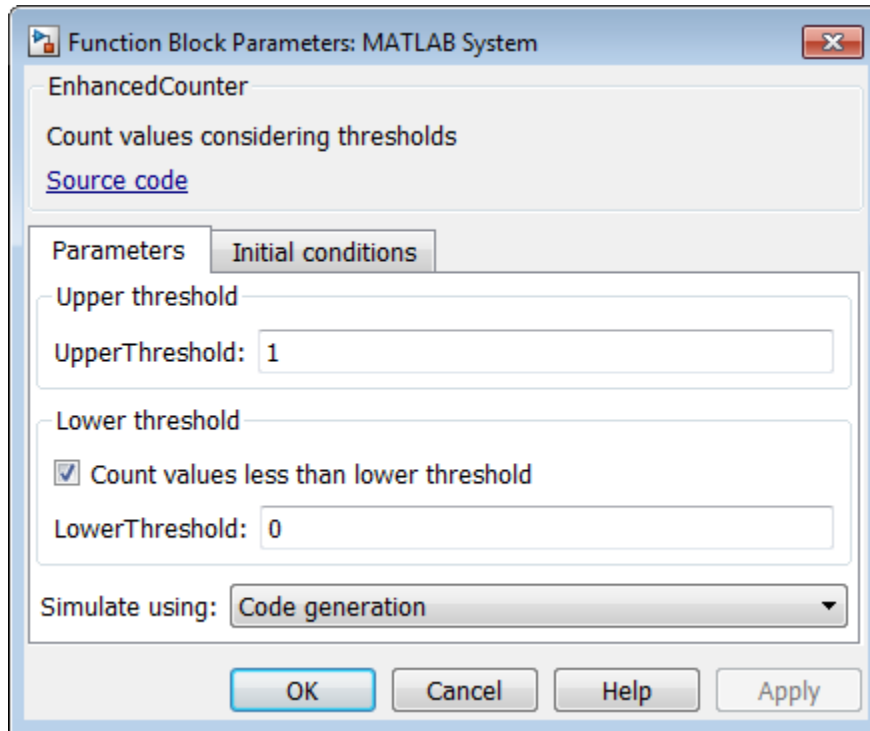 Function Block Parameters: MATLAB System
EnhancedCounter
Count values considering thresholds
Source code
Parameters Initial conditions
Upper threshold
UpperThreshold: 1
Lower threshold
Count values less than lower threshold
LowerThreshold: 0
Simulate using: Code generation
OK Cancel Help Apply